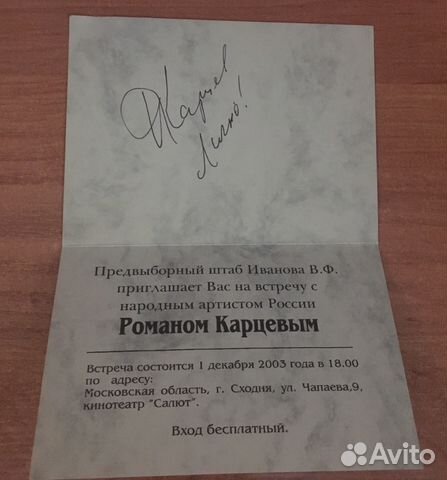 Карцев
Лично!
Предвыборный штаб Иванова В.Ф.
приглашает Вас на встречу с
народным артистом России
Романом Карцевым
Встреча состоится 1 декабря 2003 года в 18.00
по адресу:
Московская область, г. Сходня, ул. Чапаева,9,
кинотеатр "Салют".
Вход бесплатный.
Avito